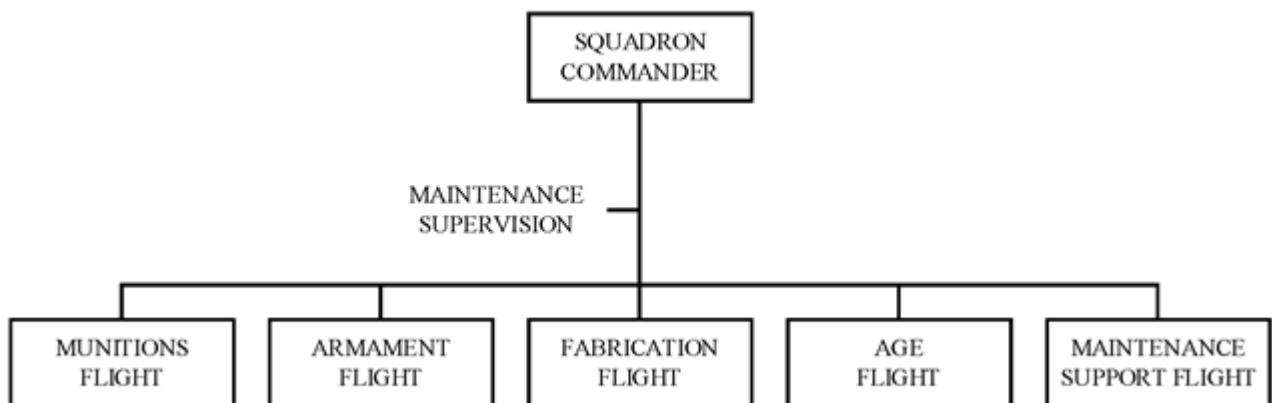 SQUADRON
COMMANDER
MAINTENANCE
SUPERVISION
MUNITIONS
FLIGHT
ARMAMENT
FLIGHT
FABRICATION
FLIGHT
AGE
FLIGHT
MAINTENANCE
SUPPORT FLIGHT